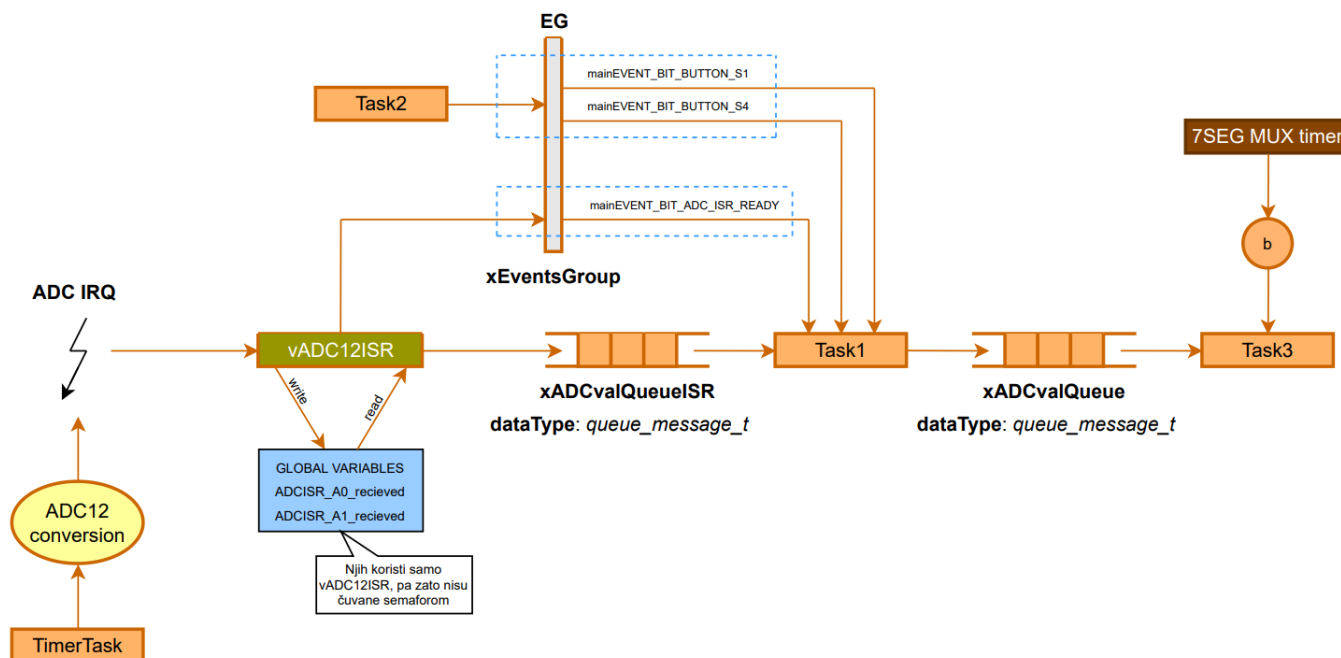 EG
mainEVENT_BIT_BUTTON_S1
Task2
mainEVENT_BIT_BUTTON_S4
7SEG MUX timer
mainEVENT_BIT_ADC_ISR_READY
b
xEventsGroup
ADC IRQ
vADC12ISR
Task1
Task3
write
read
xADCvalQueueISR
dataType: queue_message_t
xADCvalQueue
dataType: queue_message_t
GLOBAL VARIABLES
ADCISR_A0_recieved
ADCISR_A1_recieved
ADC12
conversion
Njih koristi samo
vADC12ISR, pa zato nisu
čuvane semaforom
TimerTask